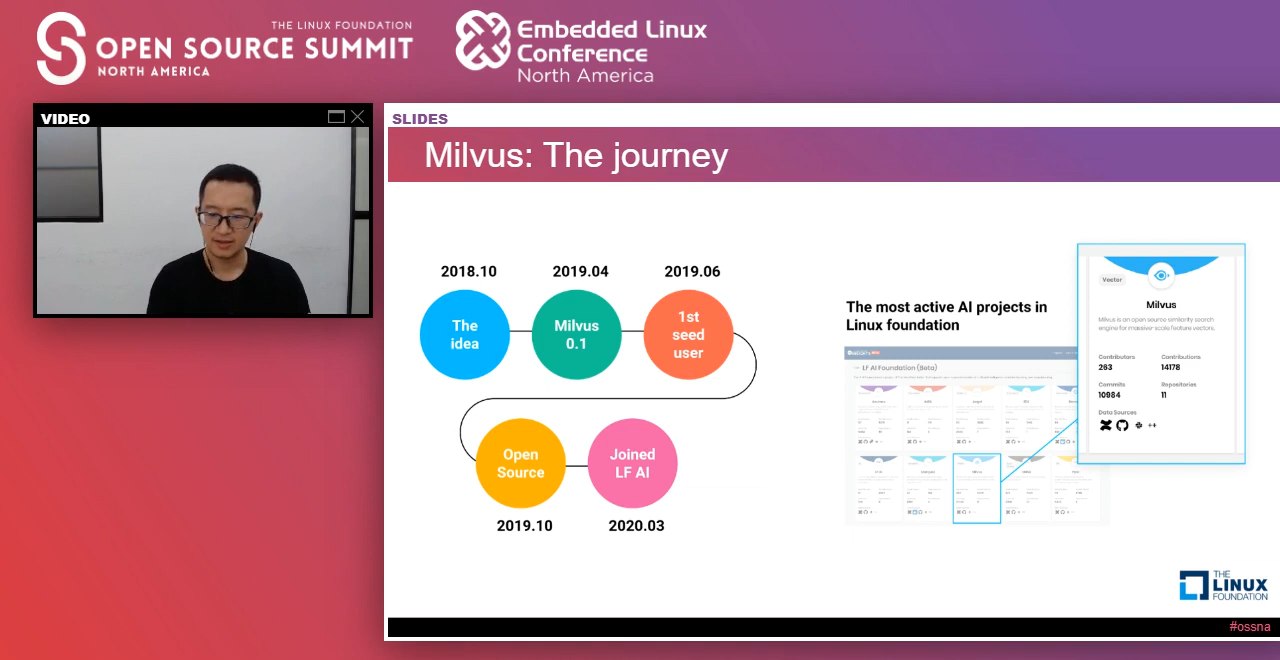 THE LINUX FOUNDATION
OPEN SOURCE SUMMIT
NORTH AMERICA
Embedded Linux
Conference
North America
VIDEO
SLIDES
Milvus: The journey
2018.10
2019.04
2019.06
The
idea
Milvus
0.1
1st
seed
user
Open
Source
Joined
LF AI
2019.10
2020.03
The most active AI projects in
Linux foundation
LF AI Foundation (Beta)
Vector
Milvus
Milvus is an open source similarity search
engine for massive scale feature vectors.
Contributors
Contributions
263
14178
Commits
Repositories
10984
11
Data Sources
THE
LINUX
FOUNDATION
#ossna